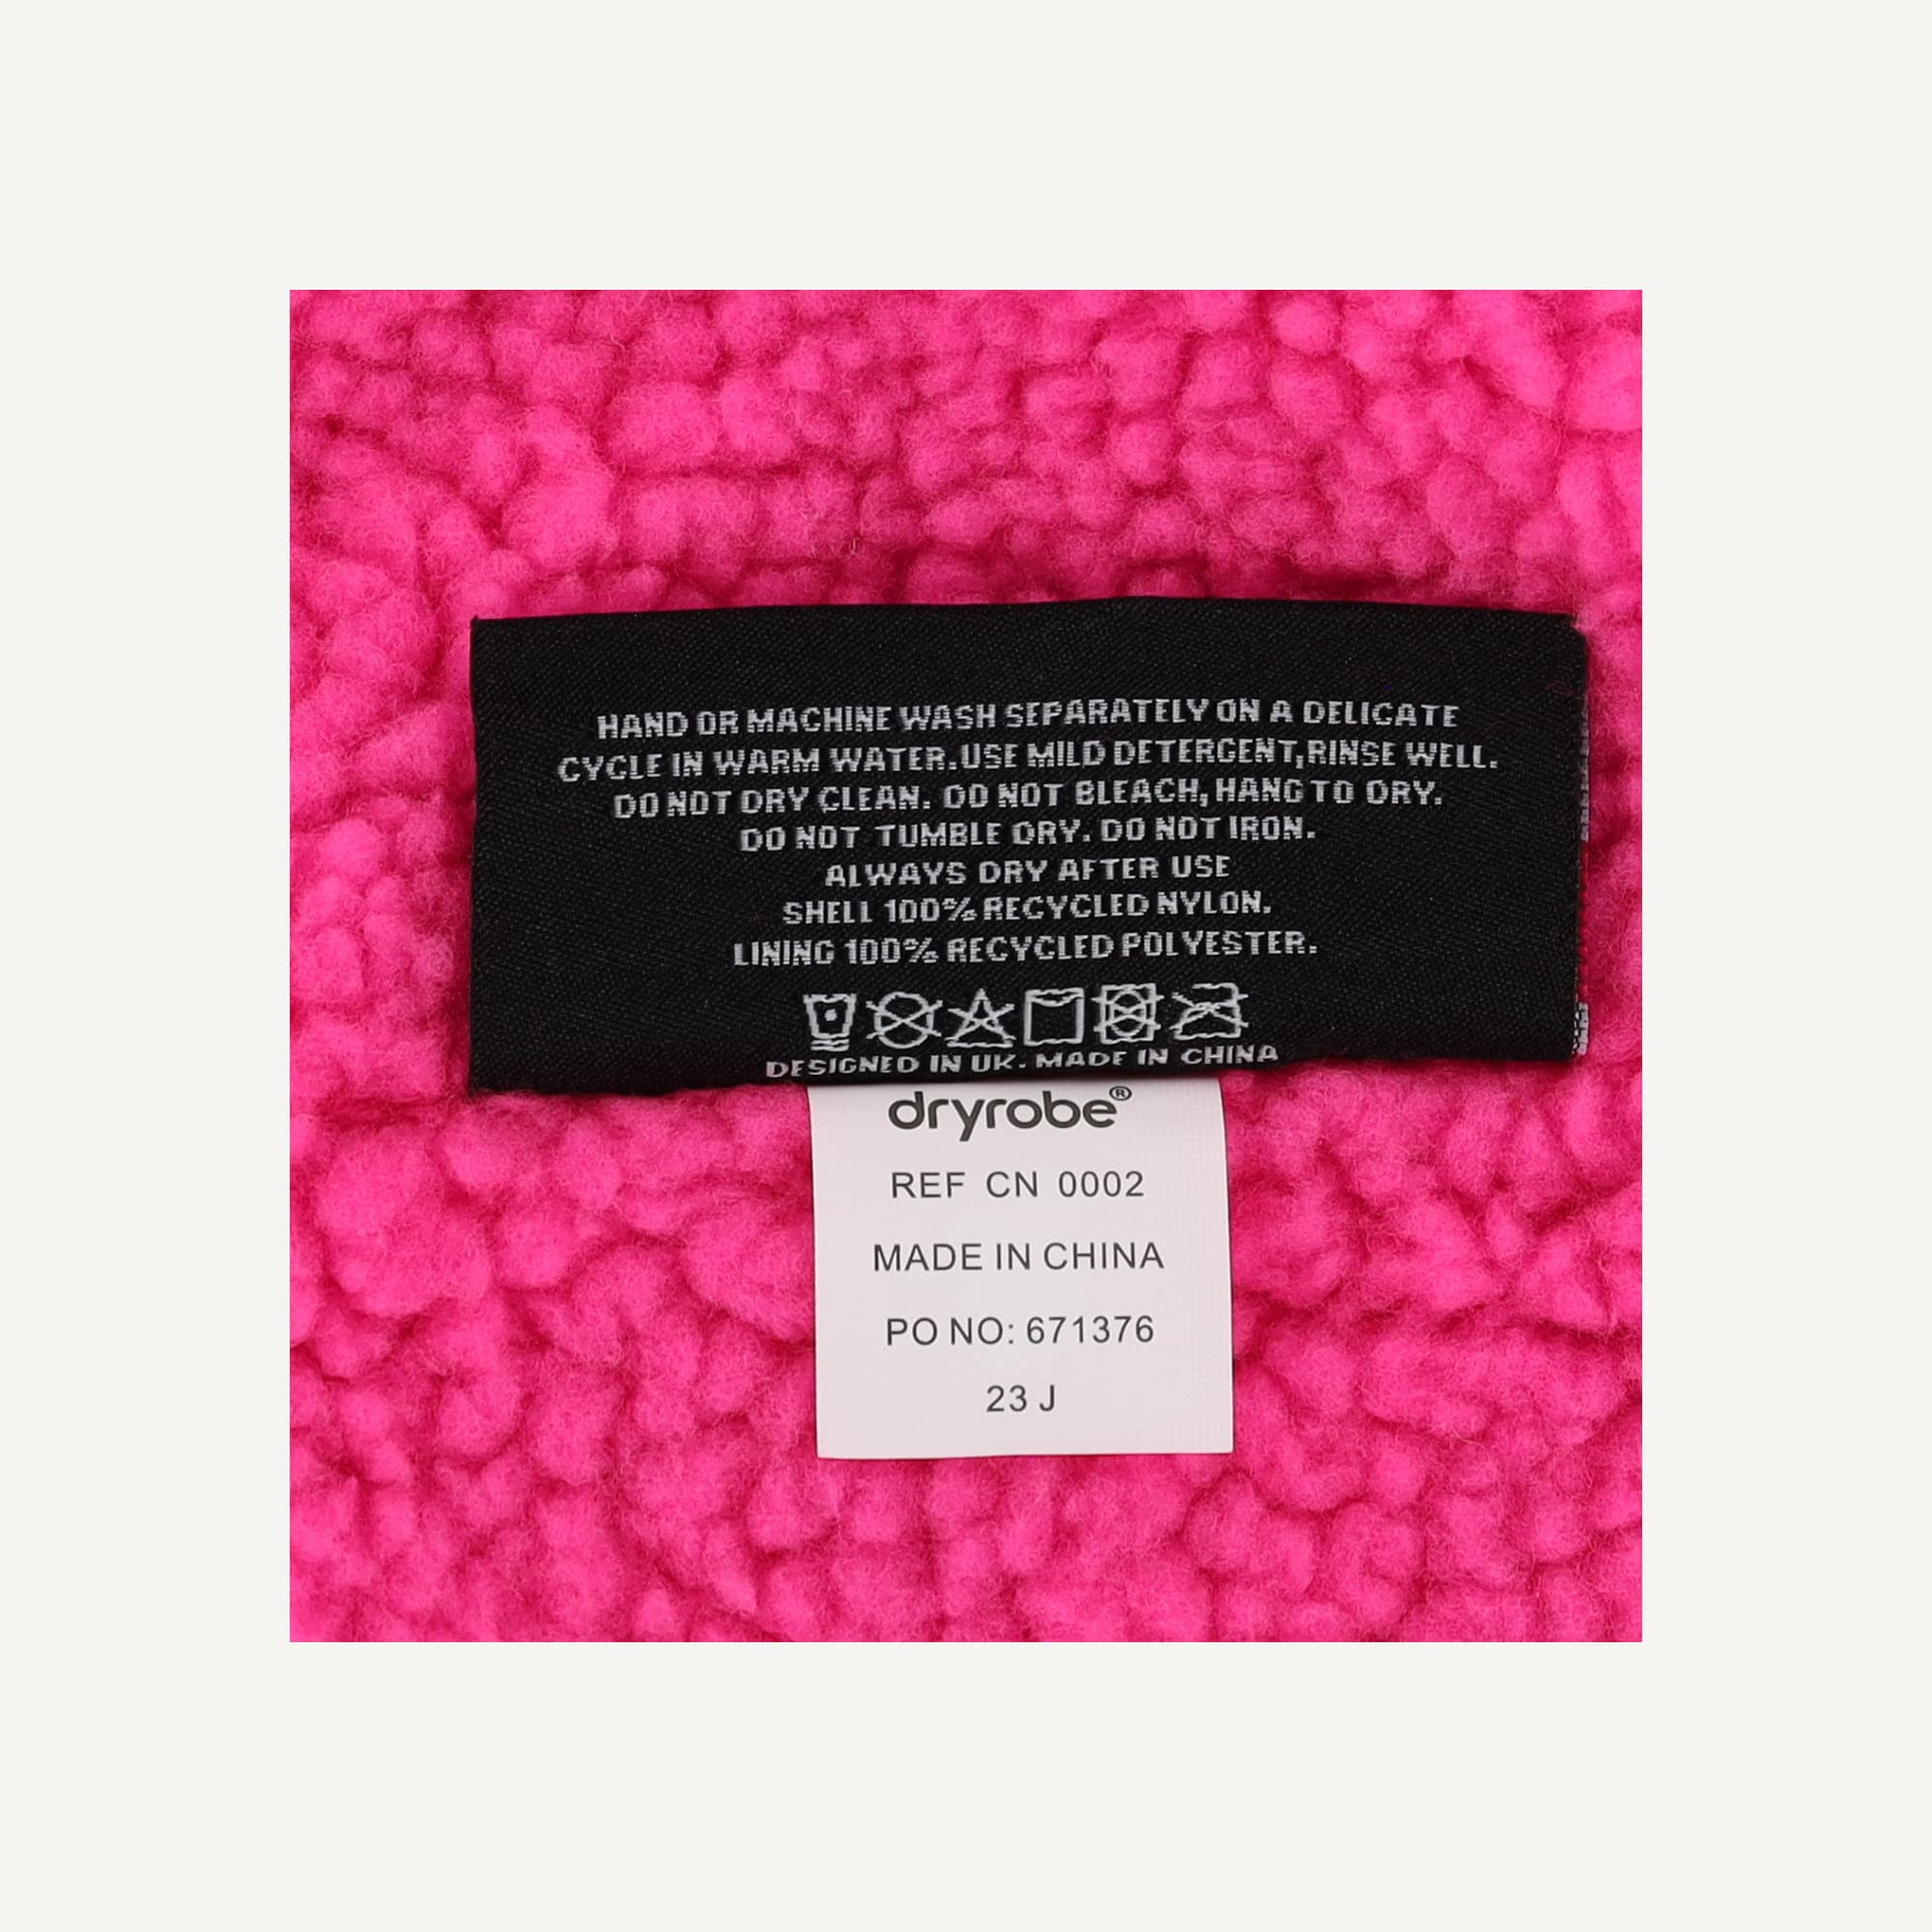 HAND OR MACHINE WASH SEPARATELY ON A DELICATE
CYCLE IN WARM WATER.USE MILD DETERGENT,RINSE WELL.
DO NOT DRY CLEAN. DO NOT BLEACH, HANG TO DRY.
DO NOT TUMBLE DRY. DO NOT IRON.
ALWAYS DRY AFTER USE
SHELL 100% RECYCLED NYLON.
LINING 100% RECYCLED POLYESTER.
DESIGNED IN UK. MADE IN CHINA
dryrobe®
REF CN 0002
MADE IN CHINA
PO NO: 671376
23 J